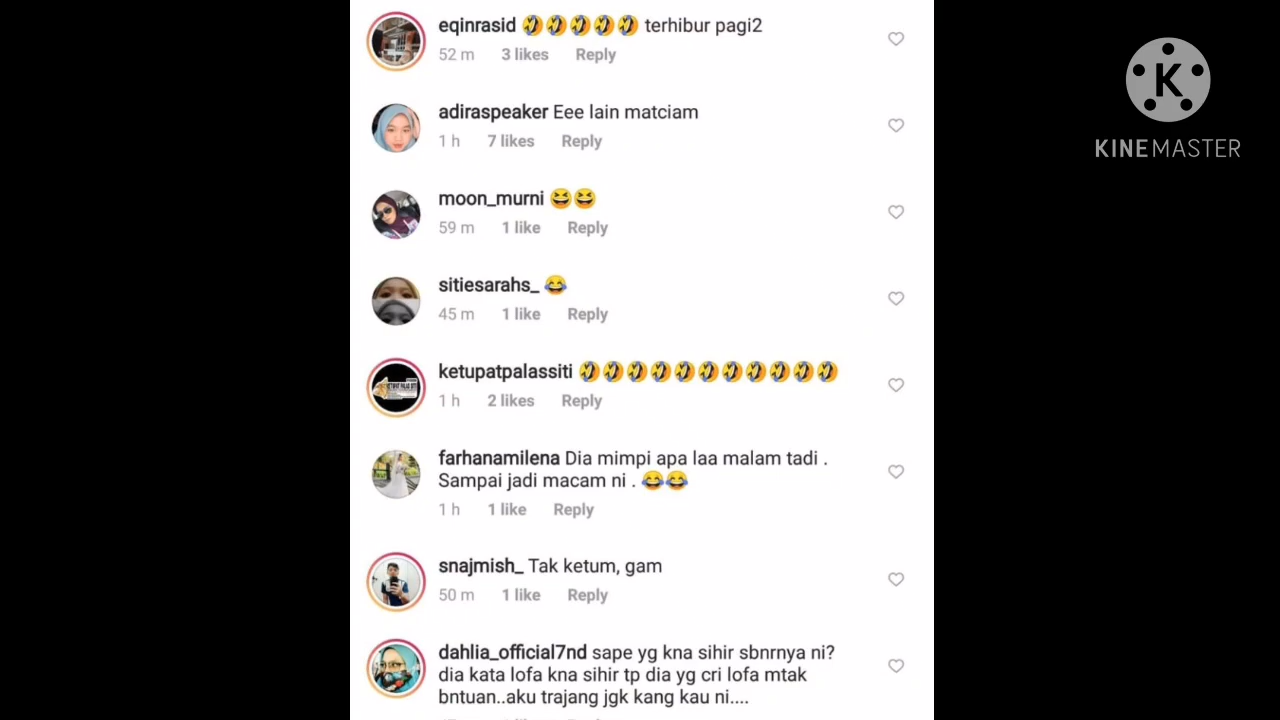 eqinrasid 🤣🤣🤣🤣🤣 terhibur pagi2
52 m 3 likes Reply
adiraspeaker Eee lain matciam
1 h 7 likes Reply
moon_murni 😆😆
59 m 1 like Reply
sitiesarahs_ 😂
45 m 1 like Reply
ketupatpalassiti 🤣🤣🤣🤣🤣🤣🤣🤣🤣🤣🤣
1 h 2 likes Reply
farhanamilena Dia mimpi apa laa malam tadi .
Sampai jadi macam ni . 😂😂
1 h 1 like Reply
snajmish_ Tak ketum, gam
50 m 1 like Reply
dahlia_official7nd sape yg kna sihir sbnrnya ni?
dia kata lofa kna sihir tp dia yg cri lofa mtak
bntuan..aku trajang jgk kang kau ni....
K
KINEMASTER